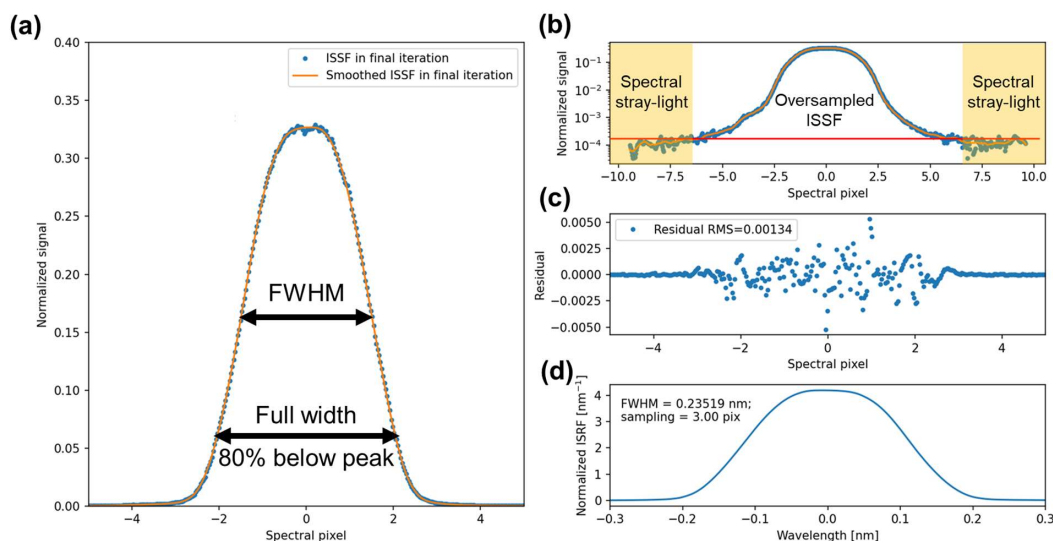 (a)
0.40
0.35
0.30
0.25
0.20
0.15
0.10
0.05
0.00
Normalized signal
ISSF in final iteration
Smoothed ISSF in final iteration
FWHM
Full width
80% below peak
−4 −2 0 2 4
Spectral pixel
(b)
10⁻¹
10⁻²
10⁻³
10⁻⁴
Normalized signal
Spectral
stray-light
Oversampled
ISSF
Spectral
stray-light
−10.0 −7.5 −5.0 −2.5 0.0 2.5 5.0 7.5 10.0
Spectral pixel
(c)
0.0050
0.0025
0.0000
−0.0025
−0.0050
Residual
Residual RMS=0.00134
−4 −2 0 2 4
Spectral pixel
(d)
4
3
2
1
0
Normalized ISRF [nm⁻¹]
FWHM = 0.23519 nm;
sampling = 3.00 pix
−0.3 −0.2 −0.1 0.0 0.1 0.2 0.3
Wavelength [nm]